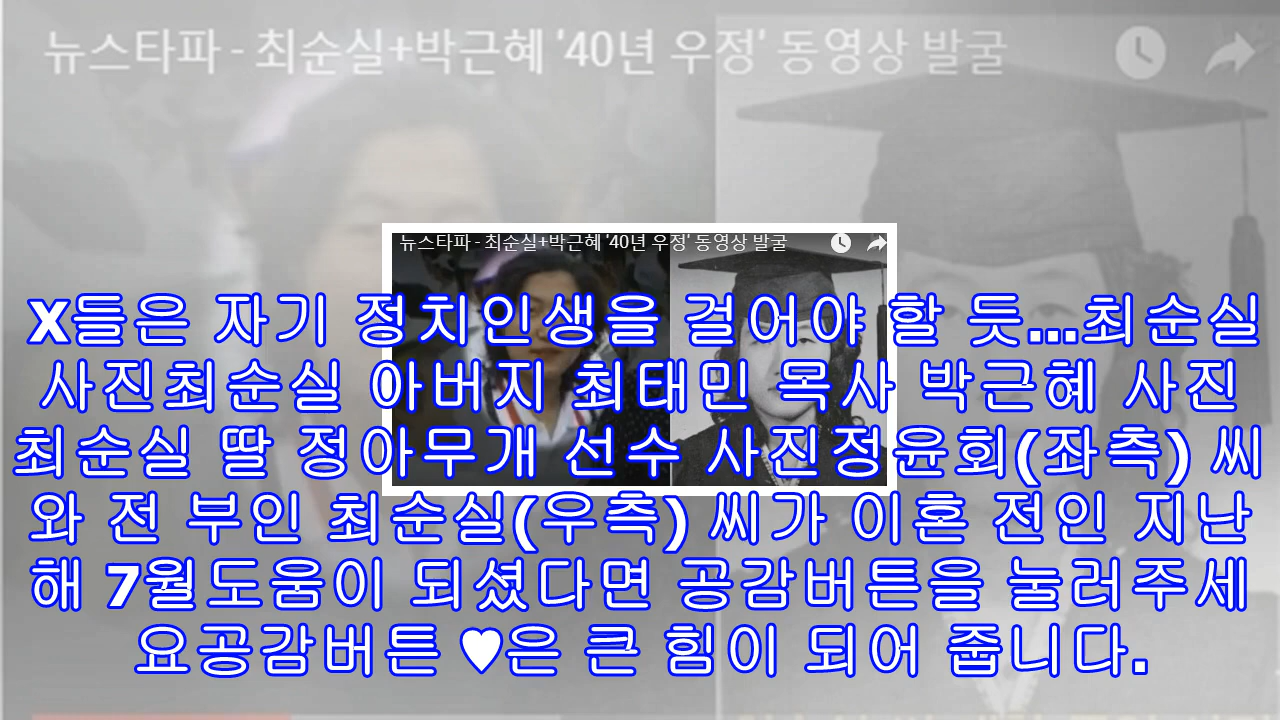 뉴스타파 - 최순실+박근혜 '40년 우정' 동영상 발굴
뉴스타파 - 최순실+박근혜 '40년 우정' 동영상 발굴
X들은 자기 정치인생을 걸어야 할 듯...최순실
사진최순실 아버지 최태민 목사 박근혜 사진
최순실 딸 정아무개 선수 사진정윤회(좌측) 씨
와 전 부인 최순실(우측) 씨가 이혼 전인 지난
해 7월도움이 되셨다면 공감버튼을 눌러주세
요공감버튼 ♥은 큰 힘이 되어 줍니다.